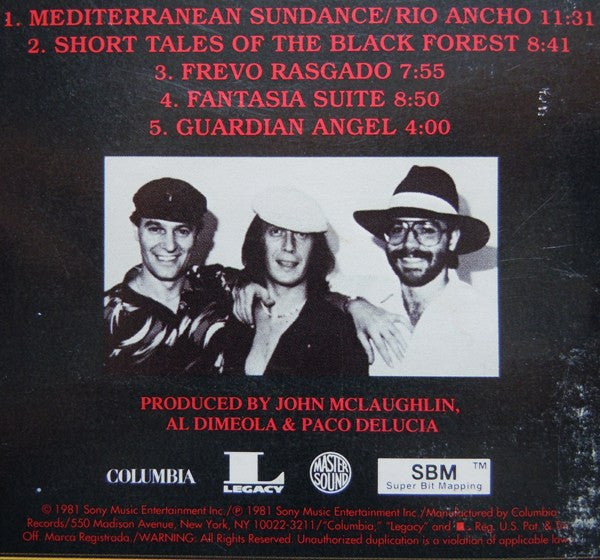 1. MEDITERRANEAN SUNDANCE/RIO ANCHO 11:31
2. SHORT TALES OF THE BLACK FOREST 8:41
3. FREVO RASGADO 7:55
4. FANTASIA SUITE 8:50
5. GUARDIAN ANGEL 4:00
PRODUCED BY JOHN MCLAUGHLIN,
AL DIMEOLA & PACO DELUCIA
COLUMBIA
L
LEGACY
MASTER
SOUND
SBM ™
Super Bit Mapping
© 1981 Sony Music Entertainment Inc./℗ 1981 Sony Music Entertainment Inc./Manufactured by Columbia
Records/550 Madison Avenue, New York, NY 10022-3211/"Columbia," "Legacy" and L Reg. U.S. Pat. & T
Off. Marca Registrada./WARNING: All Rights Reserved. Unauthorized duplication is a violation of applicable law